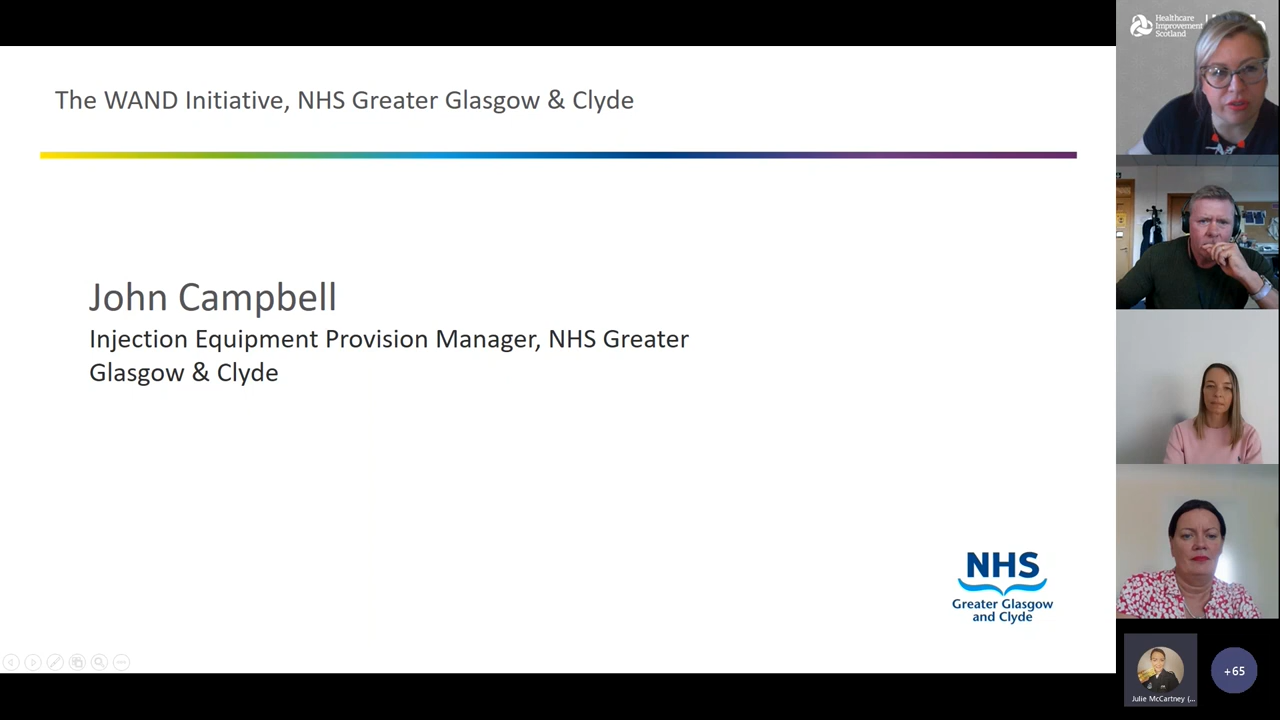 The WAND Initiative, NHS Greater Glasgow & Clyde
John Campbell
Injection Equipment Provision Manager, NHS Greater
Glasgow & Clyde
NHS
Greater Glasgow
and Clyde
Healthcare
Improvement
Scotland
Julie McCartney (...
+65